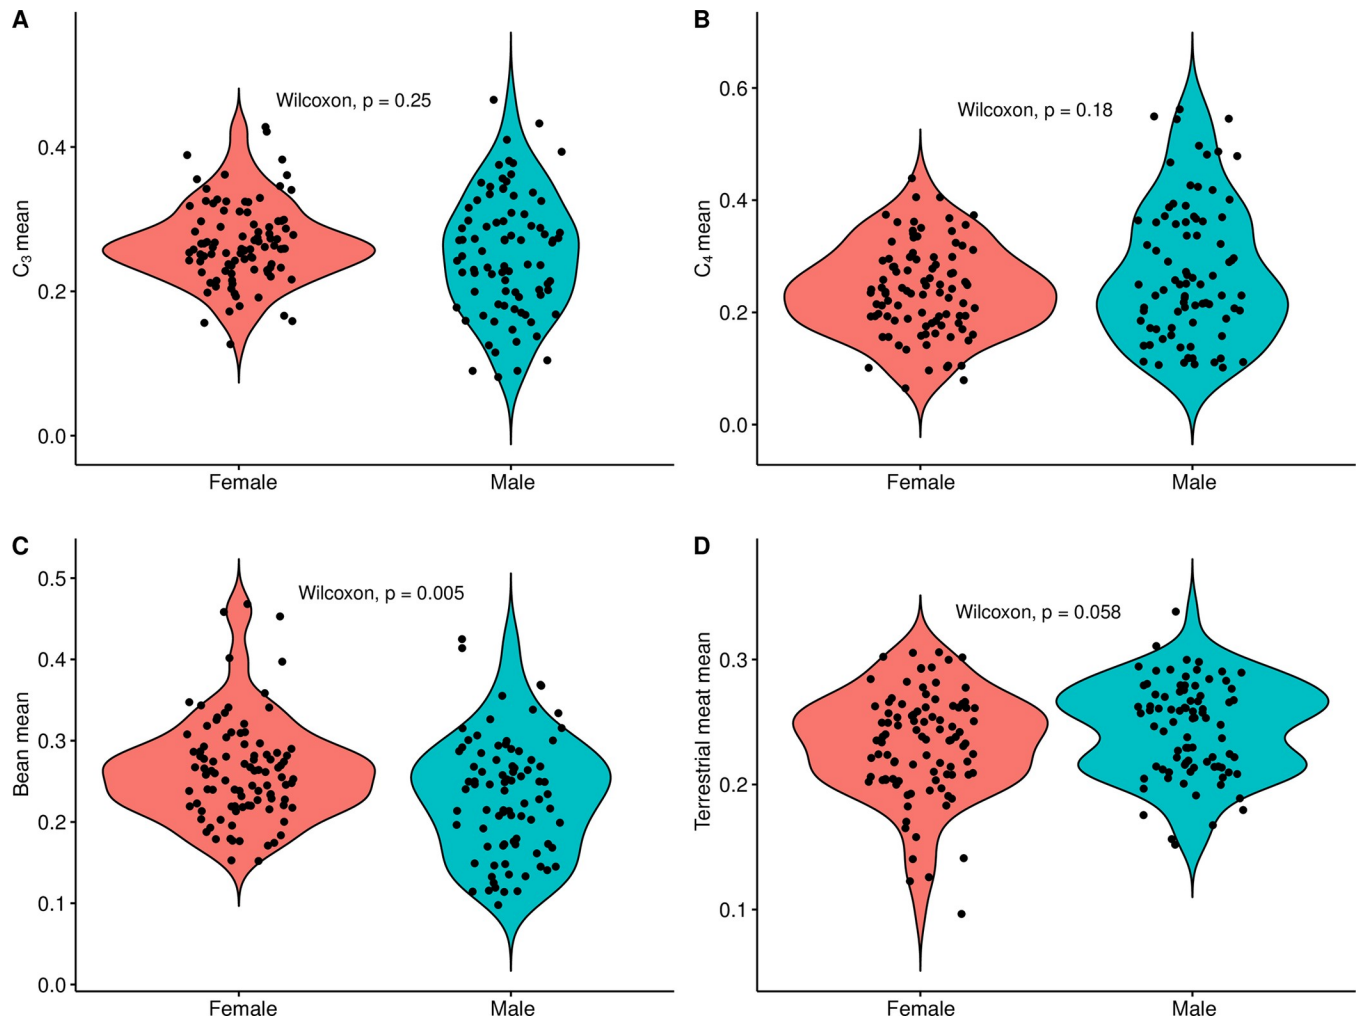 A
Wilcoxon, p = 0.25
C₃ mean
0.4
0.2
0.0
Female
Male
B
Wilcoxon, p = 0.18
C₄ mean
0.6
0.4
0.2
0.0
Female
Male
C
Wilcoxon, p = 0.005
Bean mean
0.5
0.4
0.3
0.2
0.1
0.0
Female
Male
D
Wilcoxon, p = 0.058
Terrestrial meat mean
0.3
0.2
0.1
Female
Male